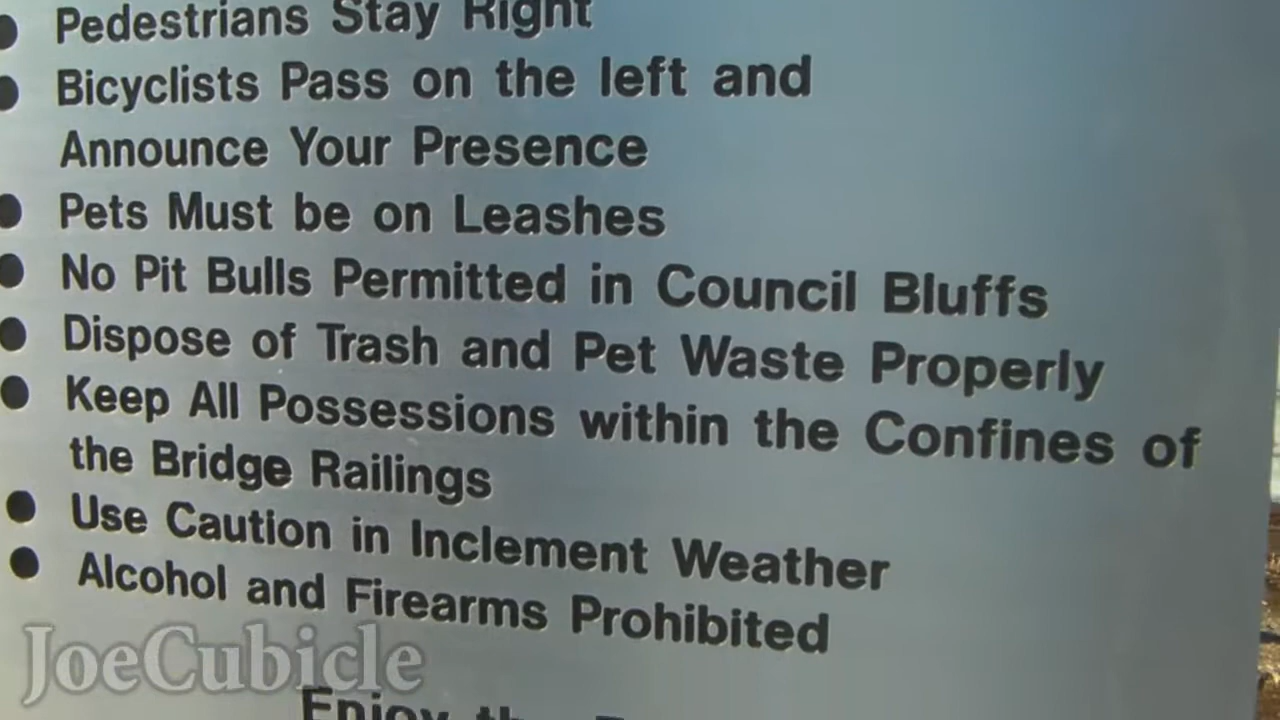 ● Pedestrians Stay Right
● Bicyclists Pass on the left and
Announce Your Presence
● Pets Must be on Leashes
● No Pit Bulls Permitted in Council Bluffs
● Dispose of Trash and Pet Waste Properly
● Keep All Possessions within the Confines of
the Bridge Railings
● Use Caution in Inclement Weather
● Alcohol and Firearms Prohibited
JoeCubicle
Enjoy the